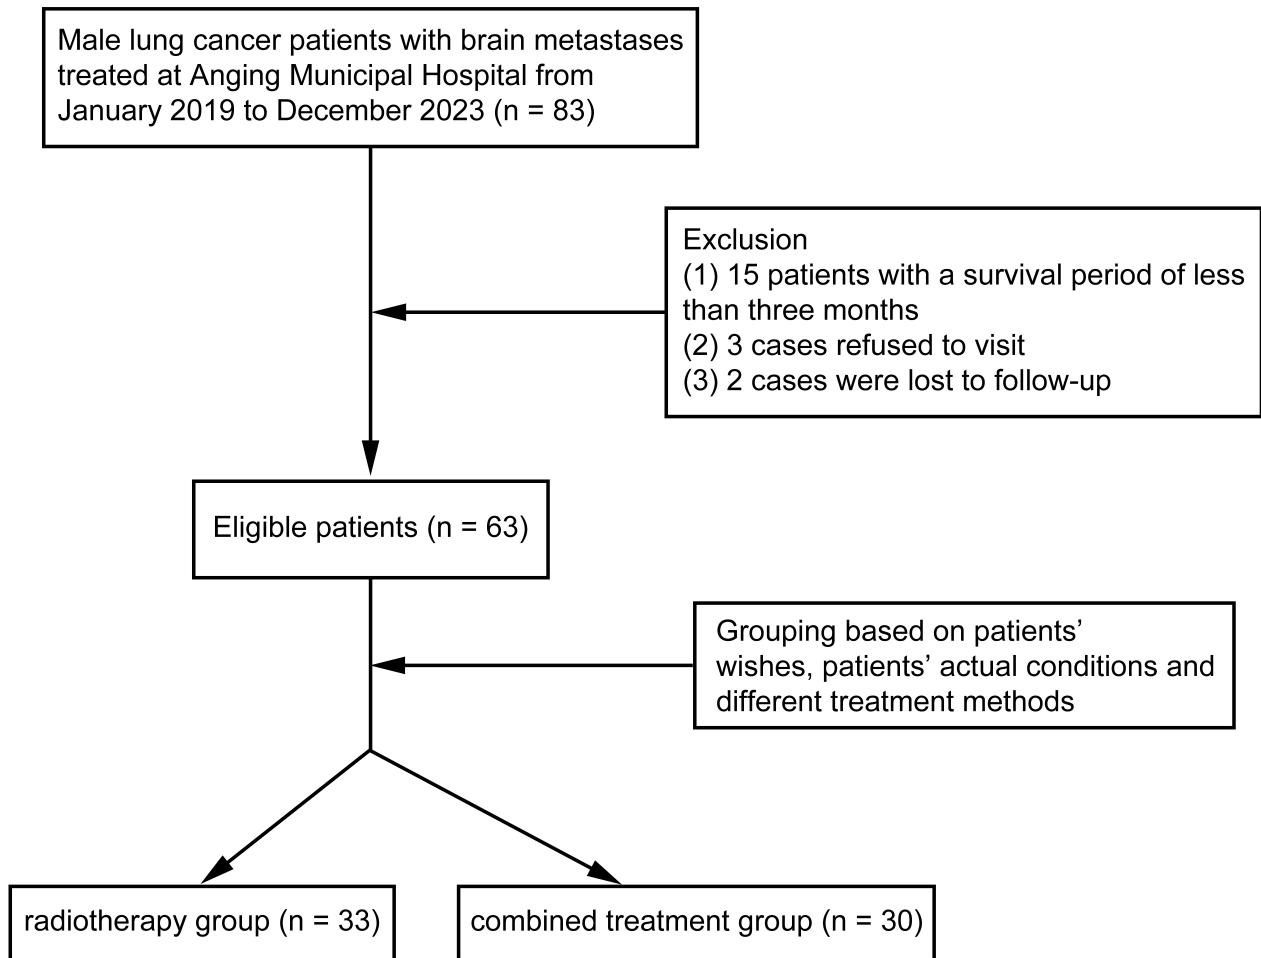 Male lung cancer patients with brain metastases
treated at Anging Municipal Hospital from
January 2019 to December 2023 (n = 83)
Exclusion
(1) 15 patients with a survival period of less
than three months
(2) 3 cases refused to visit
(3) 2 cases were lost to follow-up
Eligible patients (n = 63)
Grouping based on patients’
wishes, patients’ actual conditions and
different treatment methods
radiotherapy group (n = 33)
combined treatment group (n = 30)